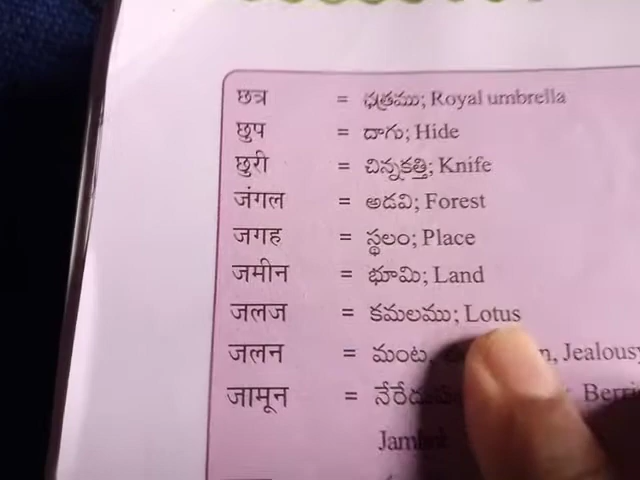 छत्र = ఛత్రము; Royal umbrella
छुप = దాగు; Hide
छुरी = చిన్నకత్తి; Knife
जंगल = అడవి; Forest
जगह = స్థలం; Place
जमीन = భూమి; Land
जलज = కమలము; Lotus
जलन = మంట, Jealousy
जामून =